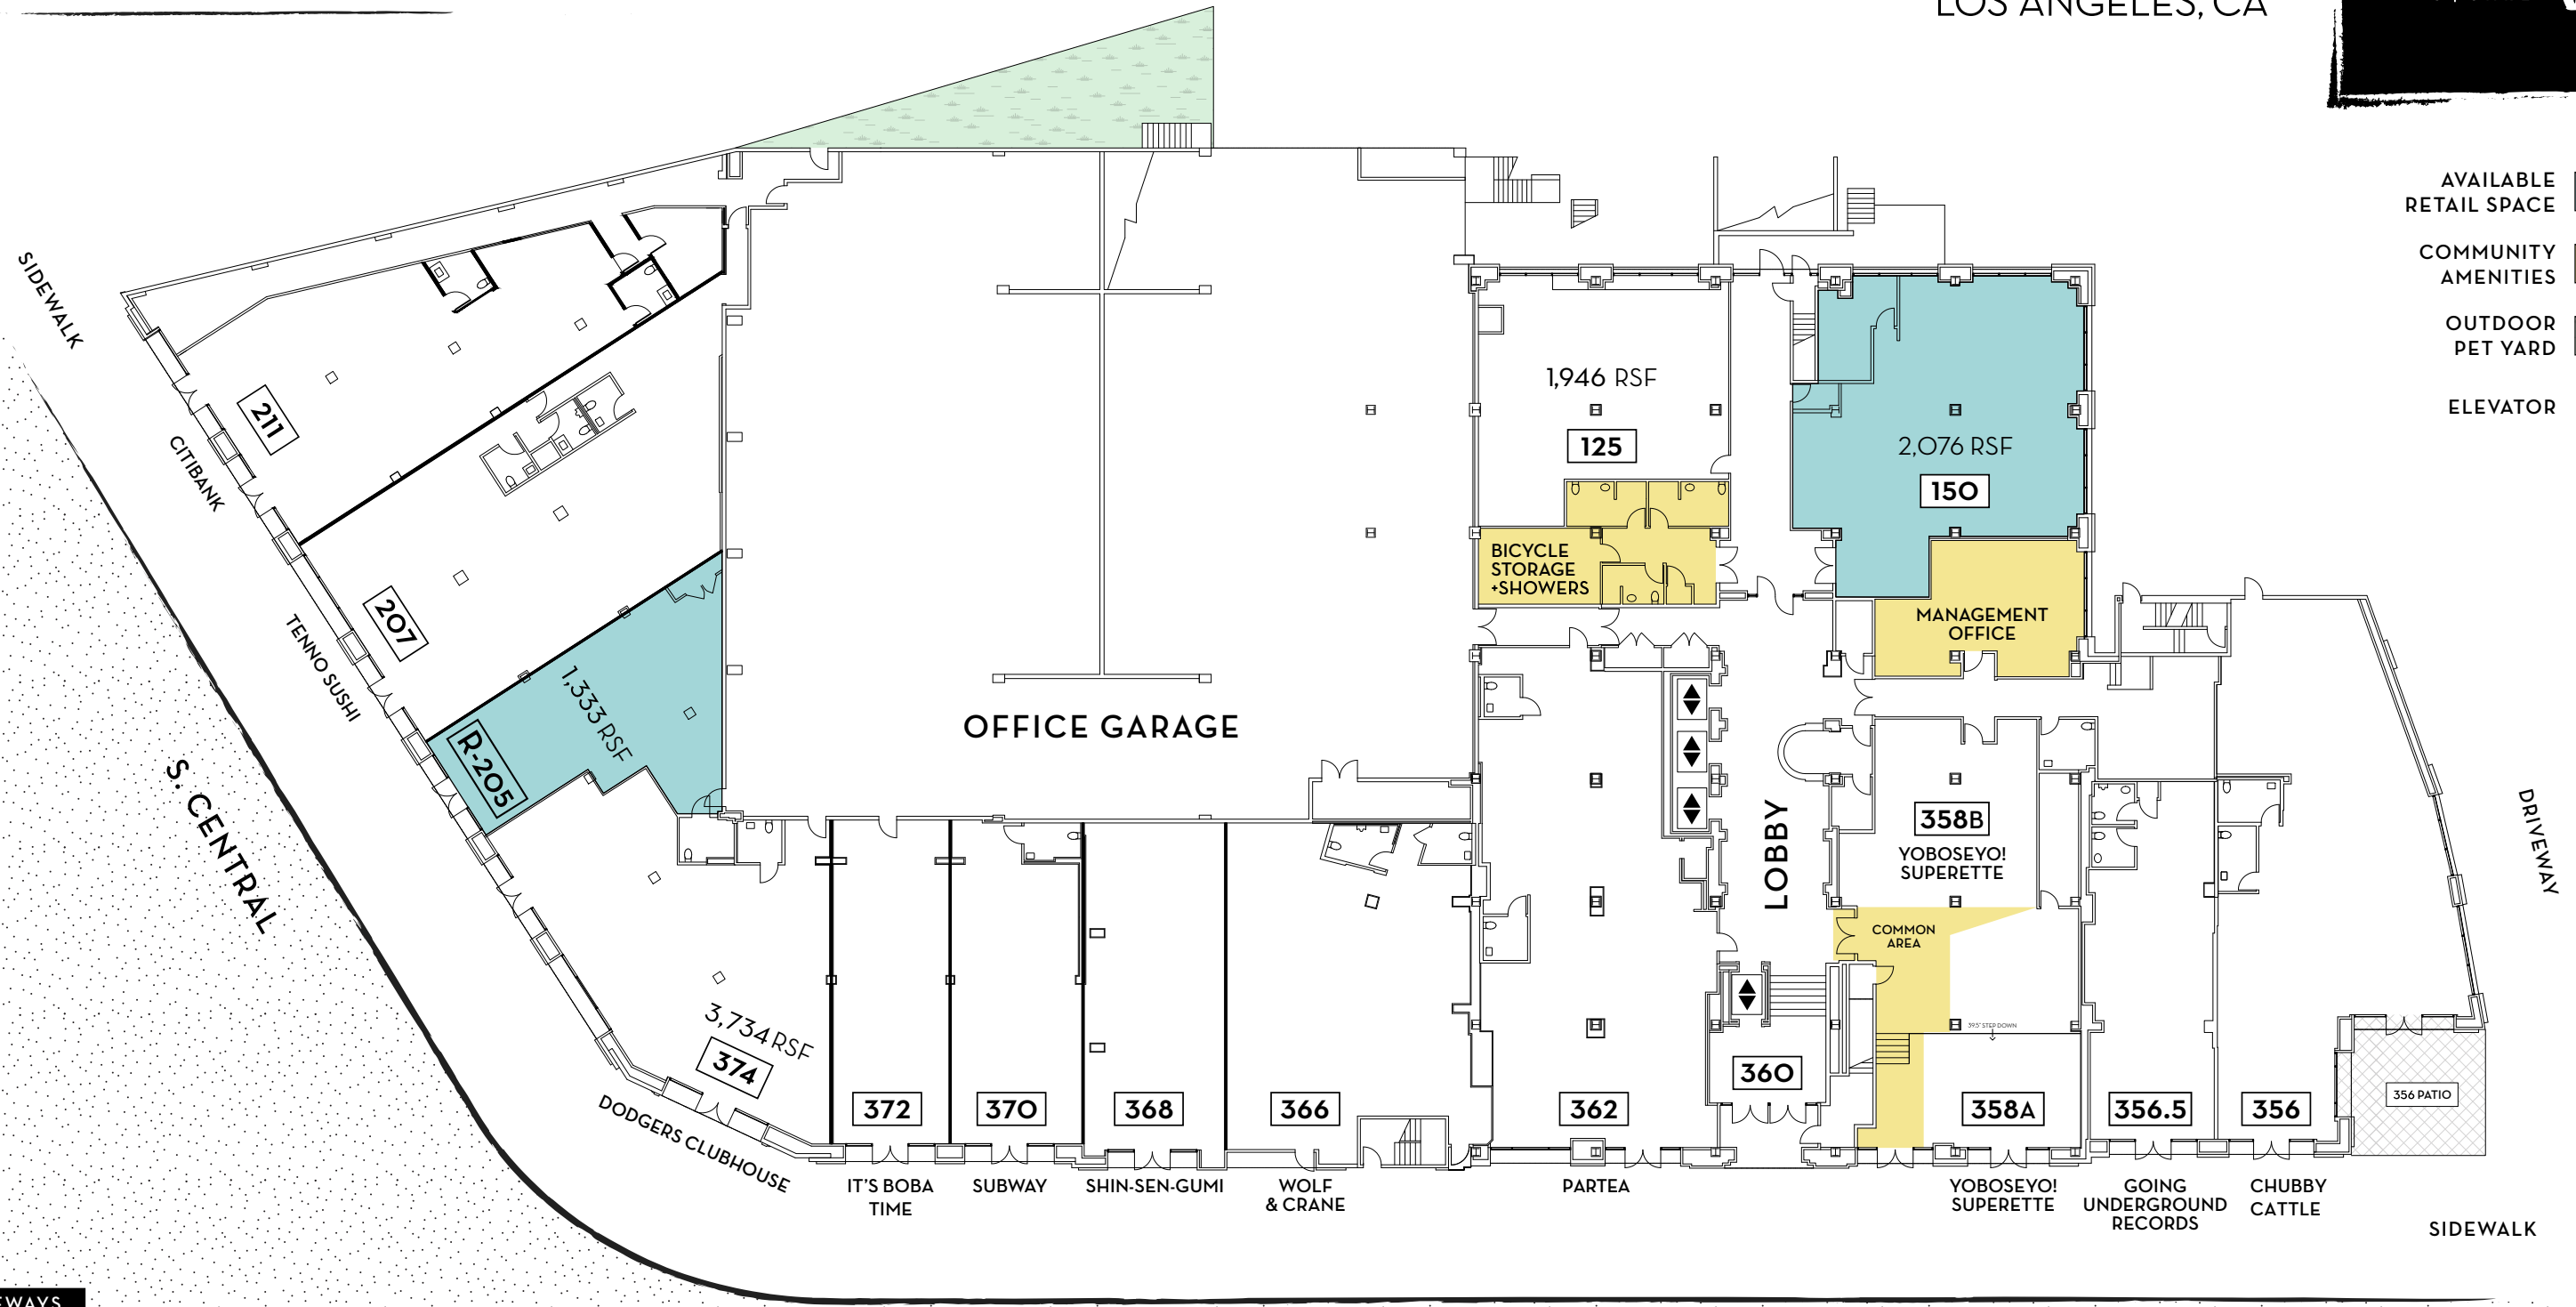 LOS ANGELES, CA
AVAILABLE
RETAIL SPACE
COMMUNITY
AMENITIES
OUTDOOR
PET YARD
ELEVATOR
SIDEWALK
211
CITIBANK
207
TENNO SUSHI
1,333 RSF
R-205
S. CENTRAL
OFFICE GARAGE
1,946 RSF
125
BICYCLE
STORAGE
+SHOWERS
2,076 RSF
150
MANAGEMENT
OFFICE
LOBBY
358B
YOBOSEYO!
SUPERETTE
COMMON
AREA
39.5" STEP DOWN
DRIVEWAY
3,734 RSF
374
DODGERS CLUBHOUSE
372
370
368
366
362
360
358A
356.5
356
356 PATIO
IT'S BOBA
TIME
SUBWAY
SHIN-SEN-GUMI
WOLF
& CRANE
PARTEA
YOBOSEYO!
SUPERETTE
GOING
UNDERGROUND
RECORDS
CHUBBY
CATTLE
SIDEWALK